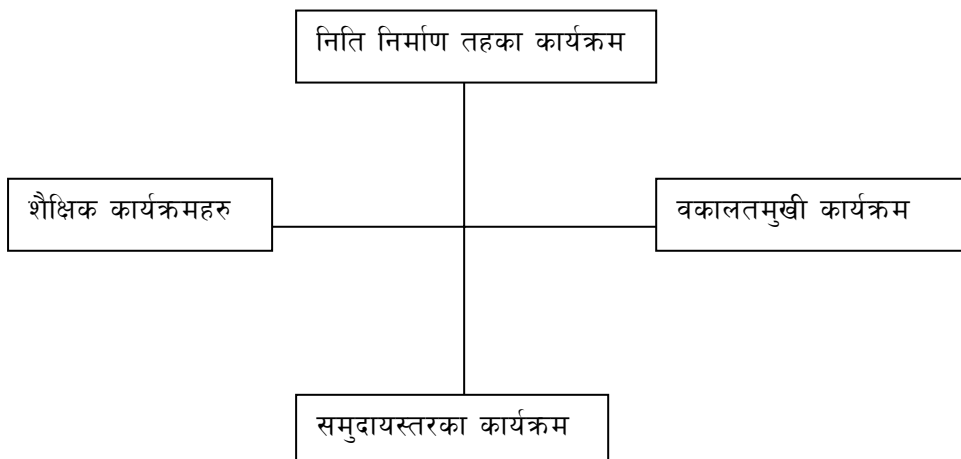 निति निर्माण तहका कार्यक्रम
शैक्षिक कार्यक्रमहरु
वकालतमुखी कार्यक्रम
समुदायस्तरका कार्यक्रम